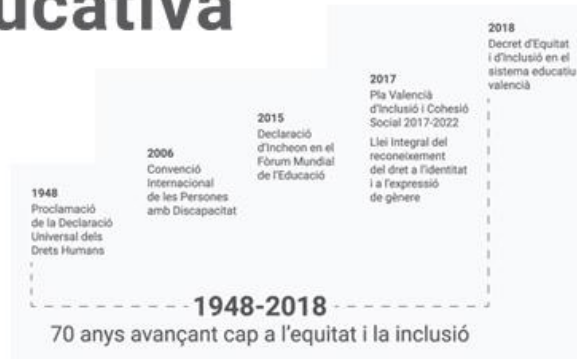 ucativa
1948
Proclamació
de la Declaració
Universal dels
Drets Humans
2006
Convenció
Internacional
de les Persones
amb Discapacitat
2015
Declaració
d'Incheon en el
Fòrum Mundial
de l'Educació
2017
Pla Valencià
d'Inclusió i Cohesió
Social 2017-2022
Llei Integral del
reconeixement
del dret a l'identitat
i a l'expressió
de gènere
2018
Decret d'Equitat
i d'Inclusió en el
sistema educatiu
valencià
1948-2018
70 anys avançant cap a l'equitat i la inclusió